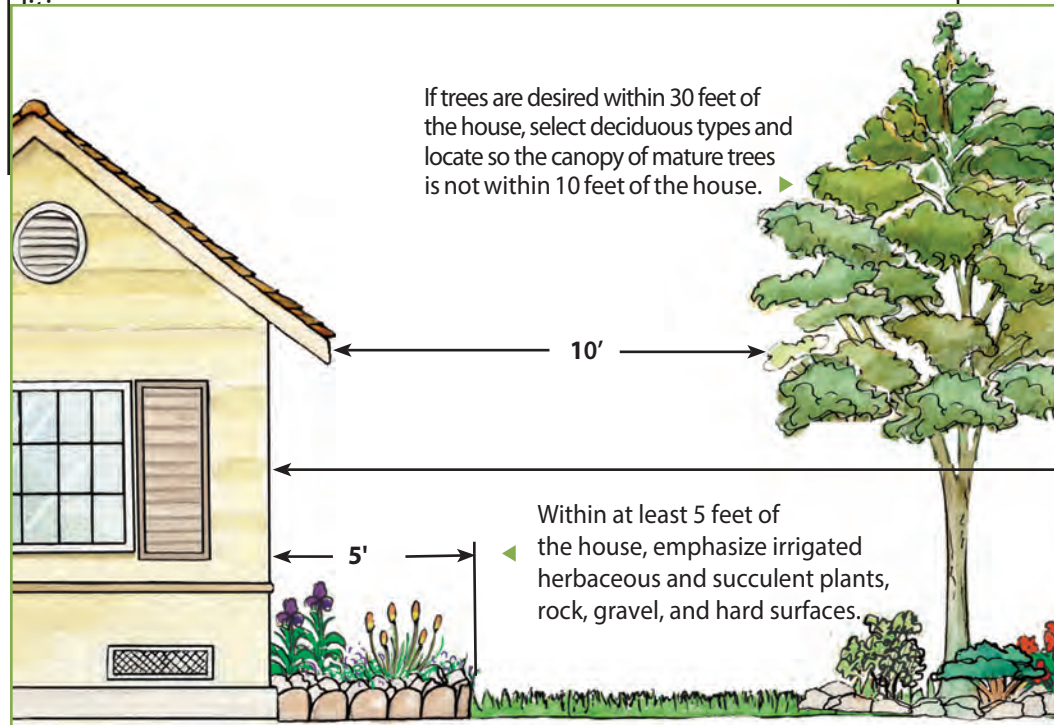 If trees are desired within 30 feet of
the house, select deciduous types and
locate so the canopy of mature trees
is not within 10 feet of the house.
10′
Within at least 5 feet of
the house, emphasize irrigated
herbaceous and succulent plants,
rock, gravel, and hard surfaces.
5'